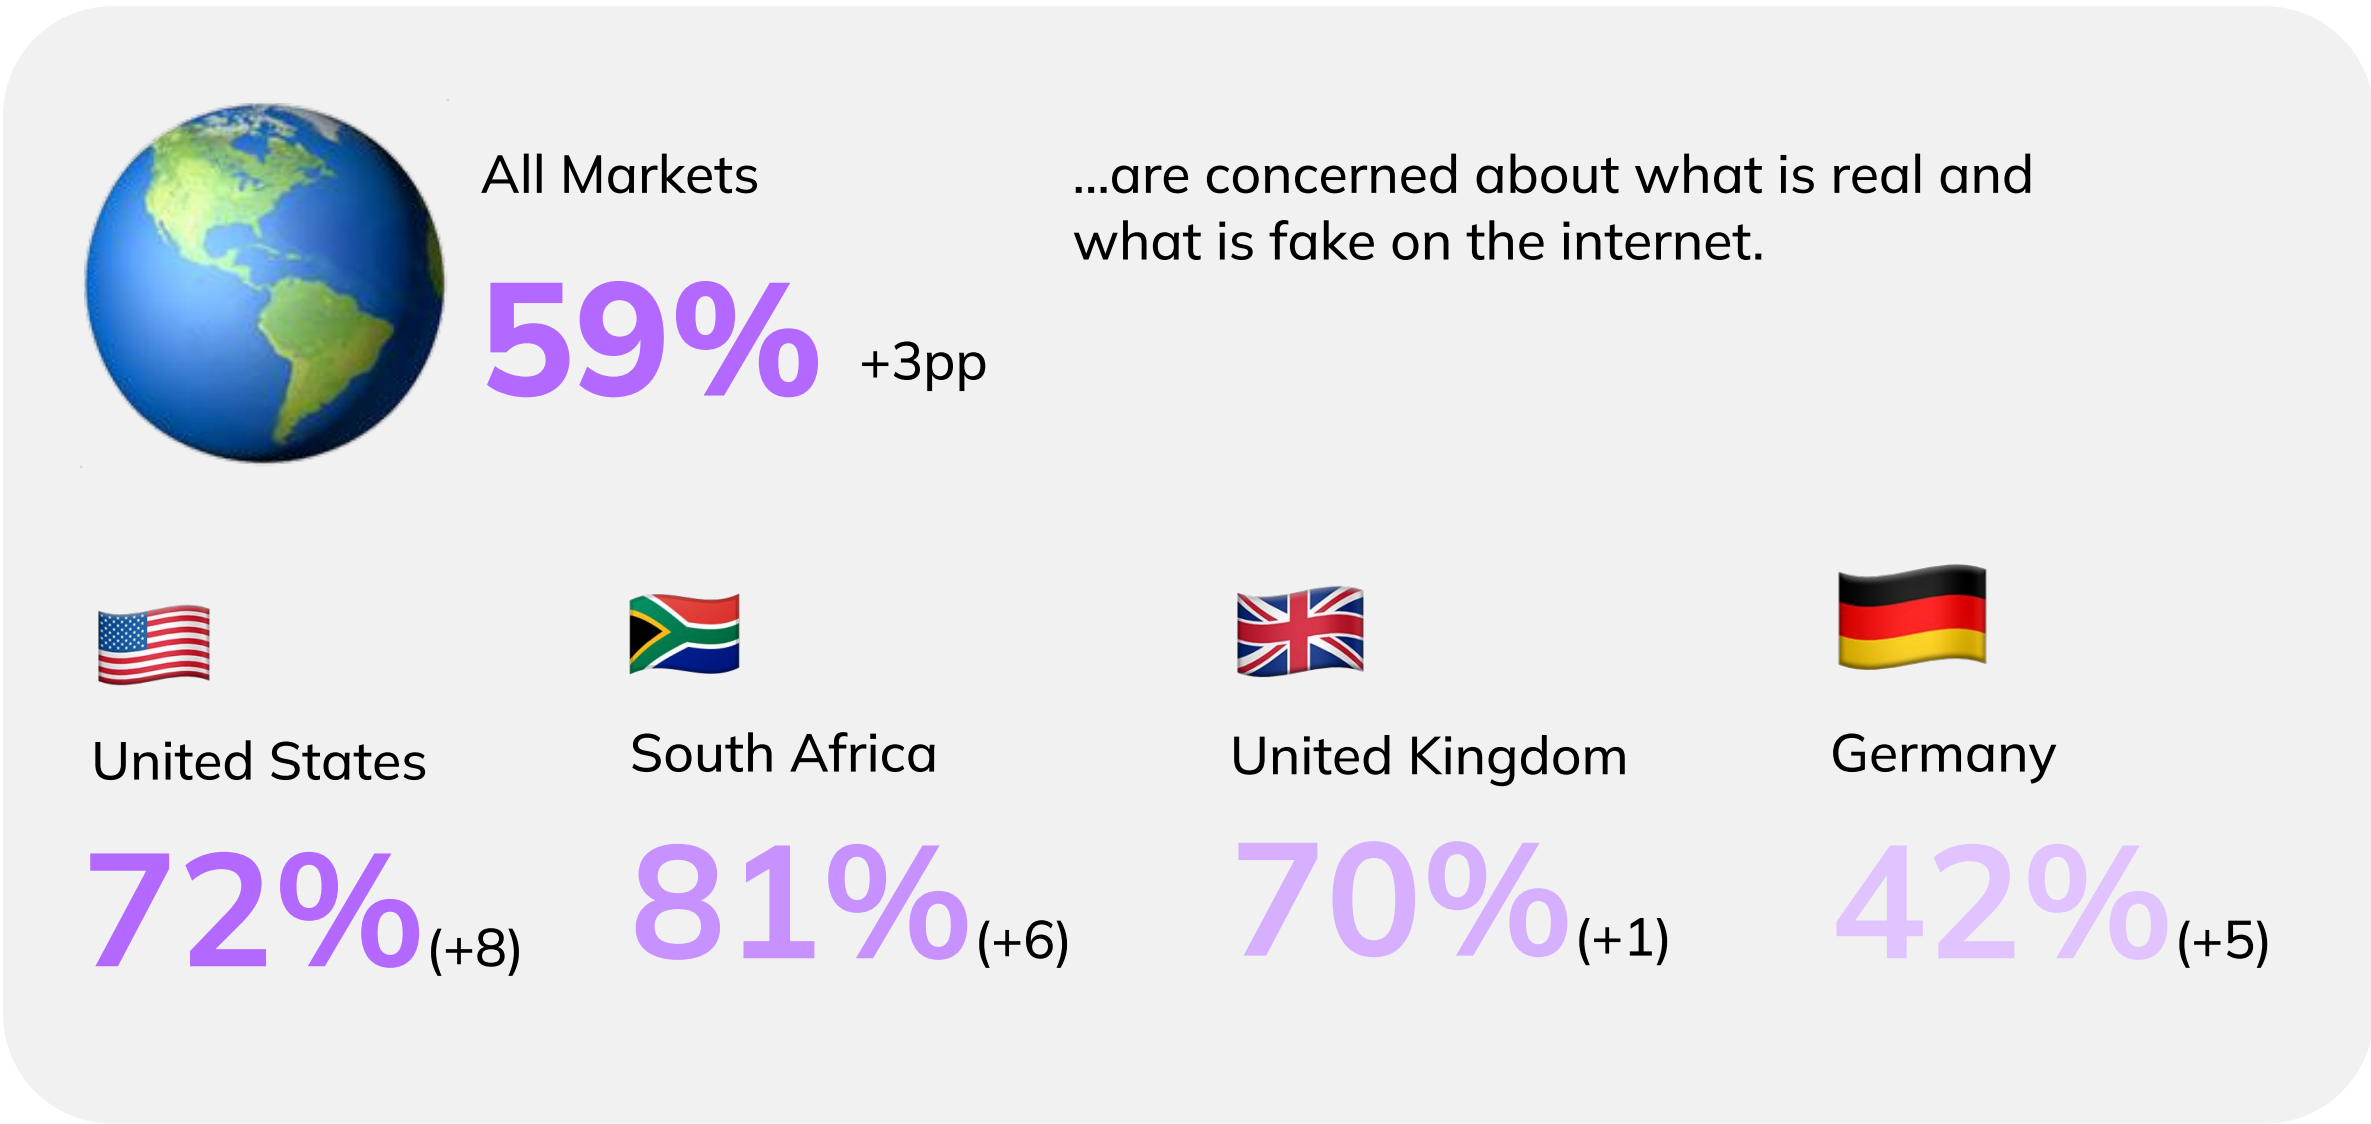 All Markets
59% +3pp
...are concerned about what is real and
what is fake on the internet.
United States
72% (+8)
South Africa
81% (+6)
United Kingdom
70% (+1)
Germany
42% (+5)